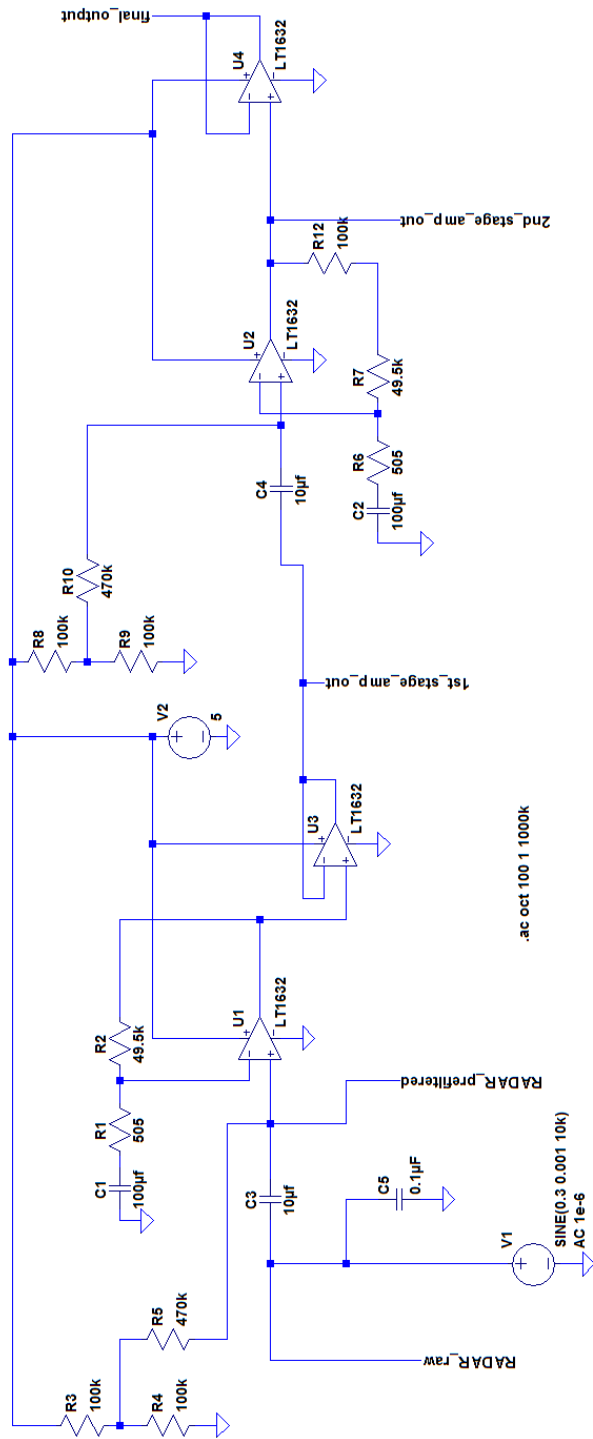 R3
100k
R4
100k
R5
470k
C1
100µf
R1
505
R2
49.5k
U1
LT1632
C3
10µf
C5
0.1µF
RADAR_raw
RADAR_prefiltered
V1
SINE(0.3 0.001 10k)
AC 1e-6
U3
LT1632
V2
5
1st_stage_amp_out
.ac oct 100 1 1000k
R8
100k
R9
100k
R10
470k
C4
10µf
C2
100µf
R6
505
R7
49.5k
U2
LT1632
R12
100k
2nd_stage_amp_out
U4
LT1632
final_output